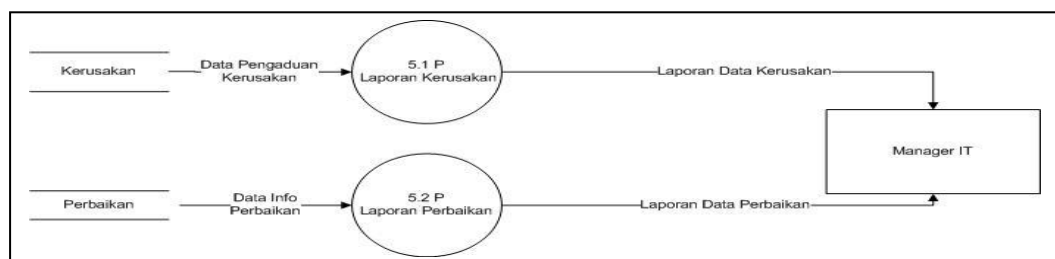 Kerusakan
Data Pengaduan
Kerusakan
5.1 P
Laporan Kerusakan
Laporan Data Kerusakan
Manager IT
Perbaikan
Data Info
Perbaikan
5.2 P
Laporan Perbaikan
Laporan Data Perbaikan